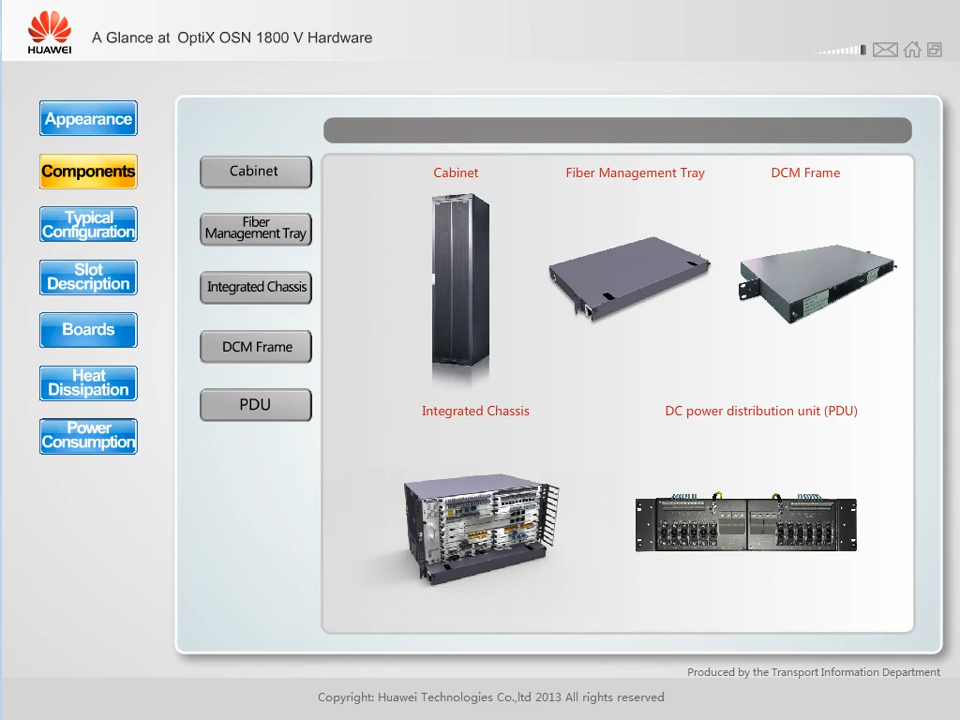 HUAWEI
A Glance at OptiX OSN 1800 V Hardware
Appearance
Components
Typical
Configuration
Slot
Description
Boards
Heat
Dissipation
Power
Consumption
Cabinet
Fiber
Management Tray
Integrated Chassis
DCM Frame
PDU
Cabinet
Fiber Management Tray
DCM Frame
Integrated Chassis
DC power distribution unit (PDU)
Produced by the Transport Information Department
Copyright: Huawei Technologies Co.,ltd 2013 All rights reserved